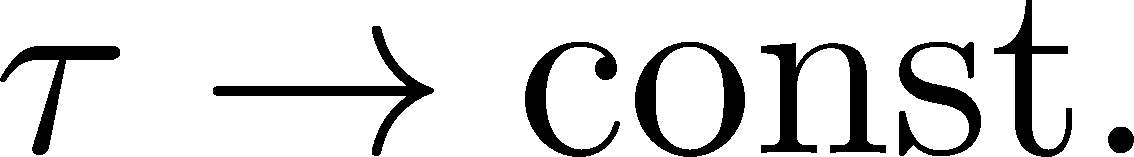 τ → const.